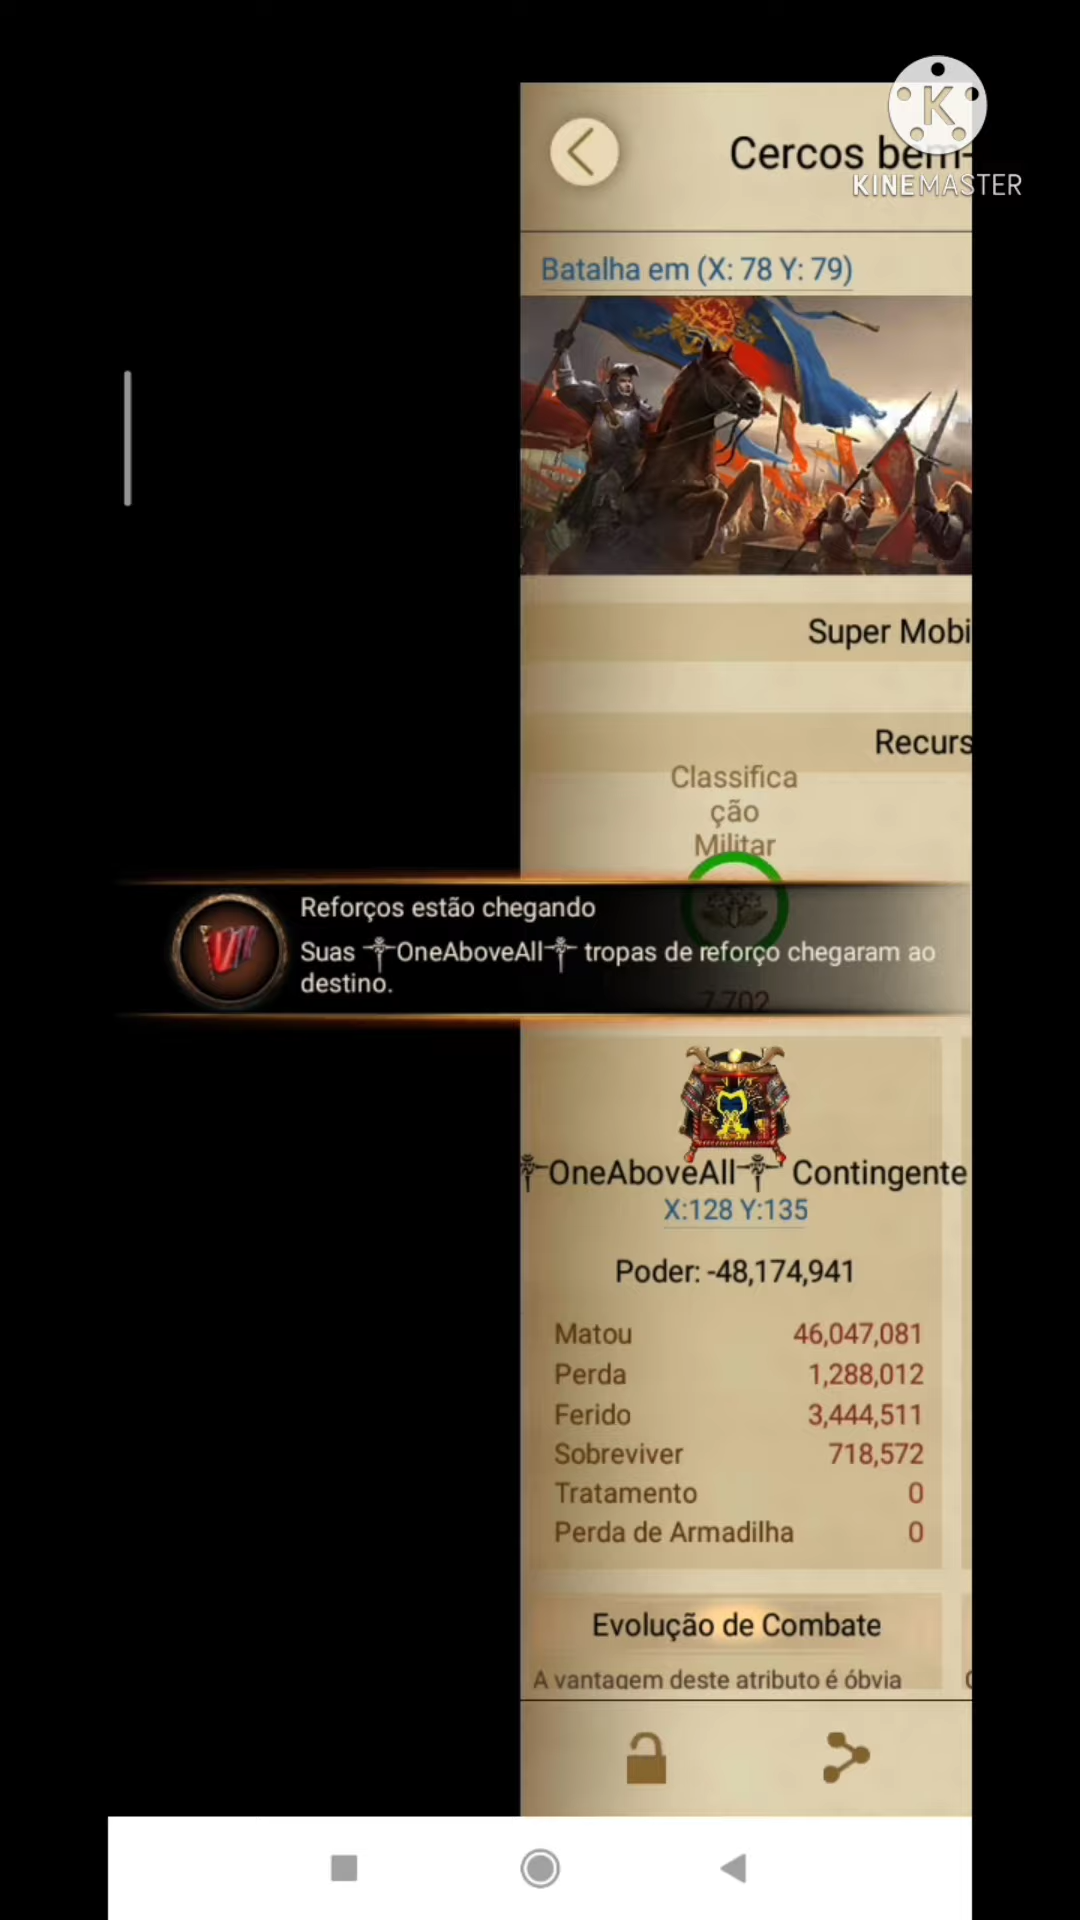 K
KINEMASTER
Cercos bem-
Batalha em (X: 78 Y: 79)
Super Mobi
Recurs
Classifica
ção
Militar
Reforços estão chegando
Suas OneAboveAll tropas de reforço chegaram ao
destino.
7,702
OneAboveAll Contingente
X:128 Y:135
Poder: -48,174,941
Matou 46,047,081
Perda 1,288,012
Ferido 3,444,511
Sobreviver 718,572
Tratamento 0
Perda de Armadilha 0
Evolução de Combate
A vantagem deste atributo é óbvia